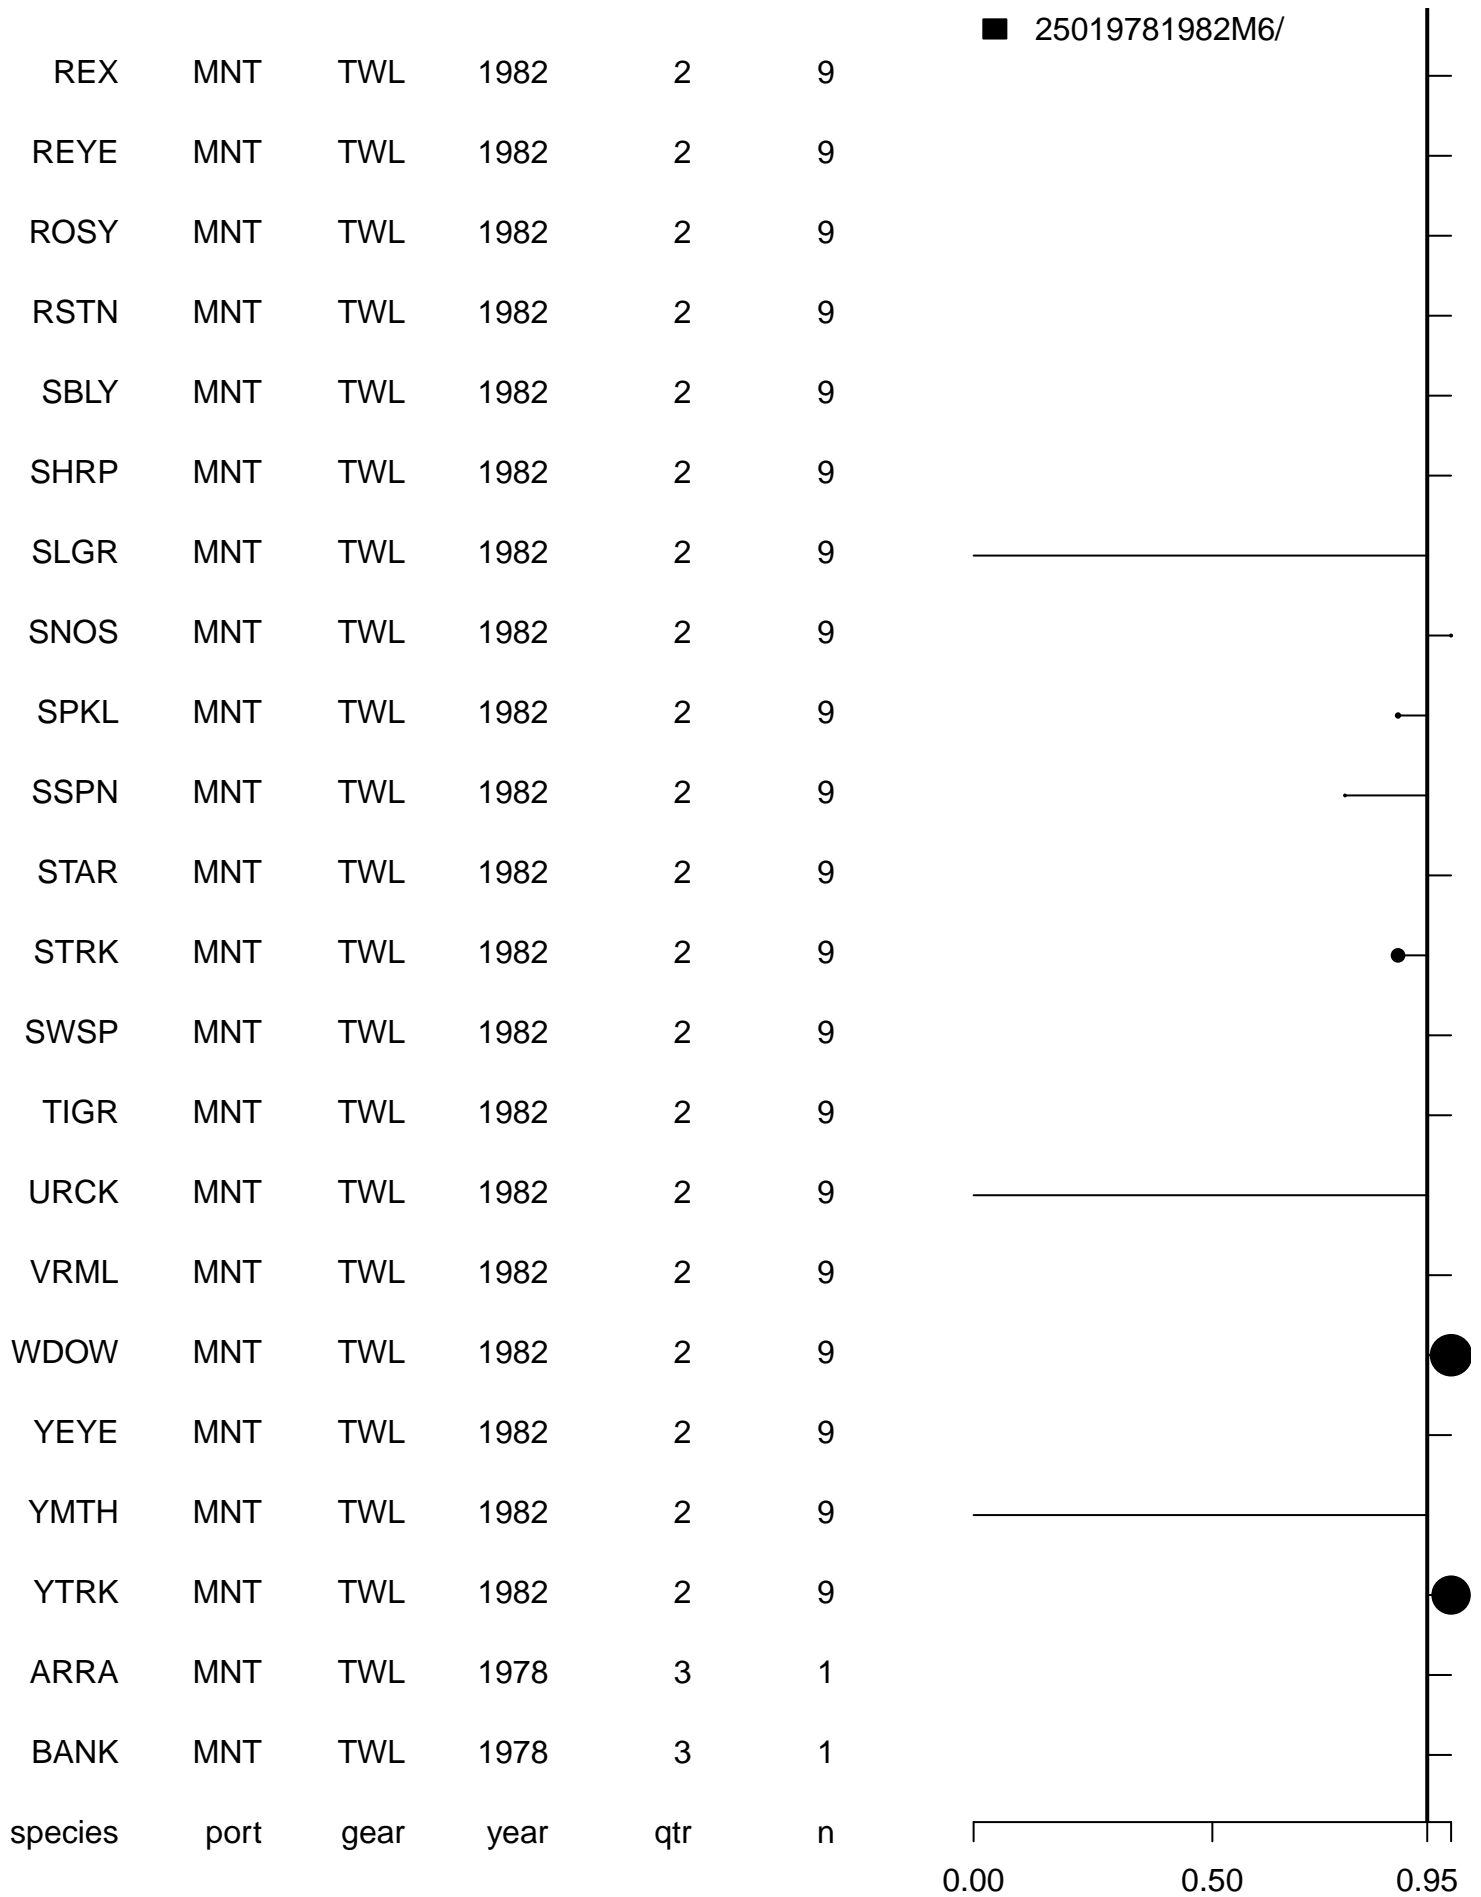 25019781982M6/
REX MNT TWL 1982 2 9
REYE MNT TWL 1982 2 9
ROSY MNT TWL 1982 2 9
RSTN MNT TWL 1982 2 9
SBLY MNT TWL 1982 2 9
SHRP MNT TWL 1982 2 9
SLGR MNT TWL 1982 2 9
SNOS MNT TWL 1982 2 9
SPKL MNT TWL 1982 2 9
SSPN MNT TWL 1982 2 9
STAR MNT TWL 1982 2 9
STRK MNT TWL 1982 2 9
SWSP MNT TWL 1982 2 9
TIGR MNT TWL 1982 2 9
URCK MNT TWL 1982 2 9
VRML MNT TWL 1982 2 9
WDOW MNT TWL 1982 2 9
YEYE MNT TWL 1982 2 9
YMTH MNT TWL 1982 2 9
YTRK MNT TWL 1982 2 9
ARRA MNT TWL 1978 3 1
BANK MNT TWL 1978 3 1
species port gear year qtr n
0.00 0.50 0.95